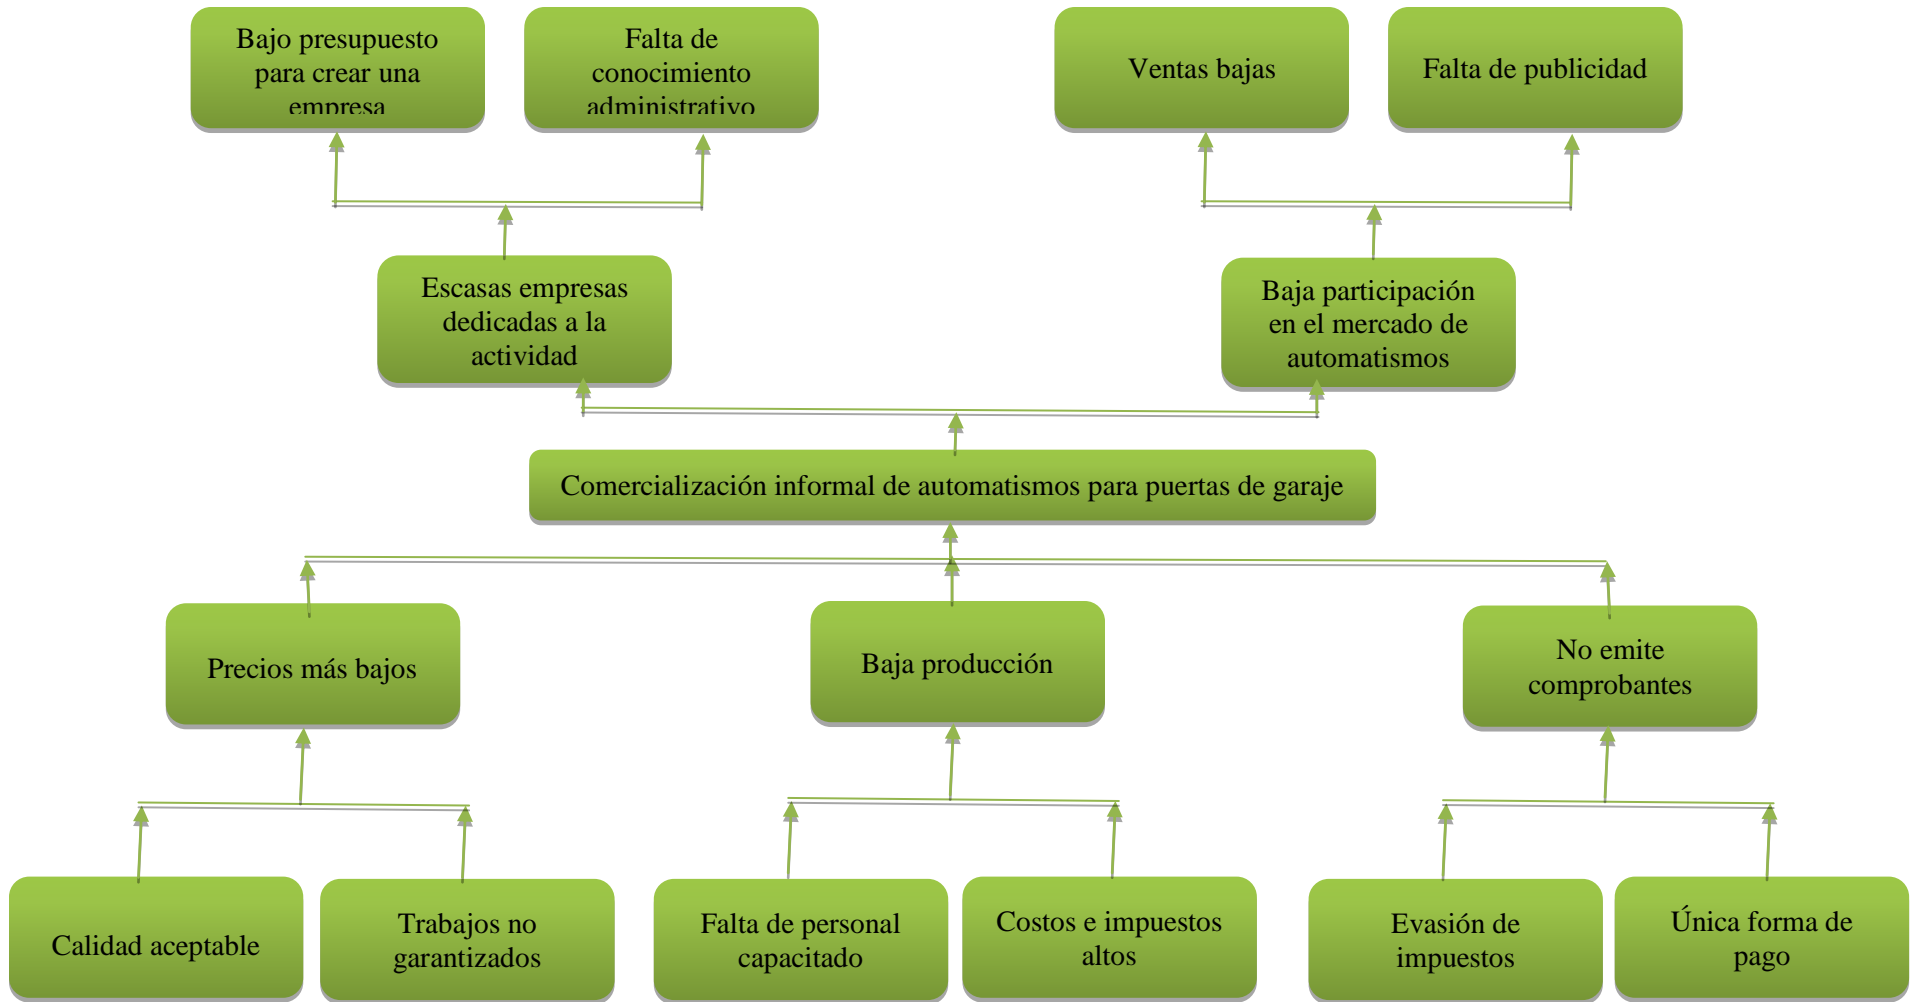 Bajo presupuesto
para crear una
empresa
Falta de
conocimiento
administrativo
Ventas bajas
Falta de publicidad
Escasas empresas
dedicadas a la
actividad
Baja participación
en el mercado de
automatismos
Comercialización informal de automatismos para puertas de garaje
Precios más bajos
Baja producción
No emite
comprobantes
Calidad aceptable
Trabajos no
garantizados
Falta de personal
capacitado
Costos e impuestos
altos
Evasión de
impuestos
Única forma de
pago